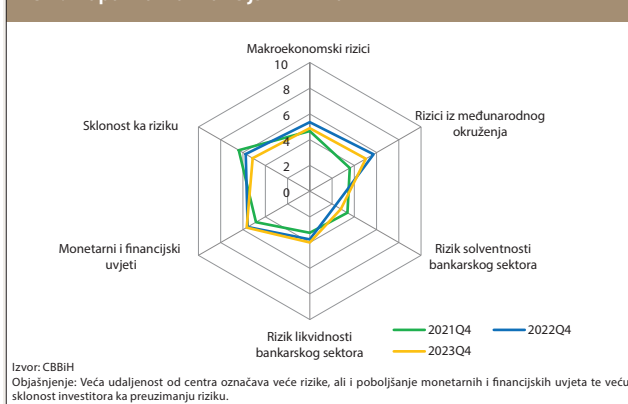 Makroekonomski rizici
10
8
6
4
2
0
Rizici iz međunarodnog
okruženja
Rizik solventnosti
bankarskog sektora
Rizik likvidnosti
bankarskog sektora
Monetarni i financijski
uvjeti
Sklonost ka riziku
2021Q4
2022Q4
2023Q4
Izvor: CBBiH
Objašnjenje: Veća udaljenost od centra označava veće rizike, ali i poboljšanje monetarnih i financijskih uvjeta te veću
sklonost investitora ka preuzimanju riziku.